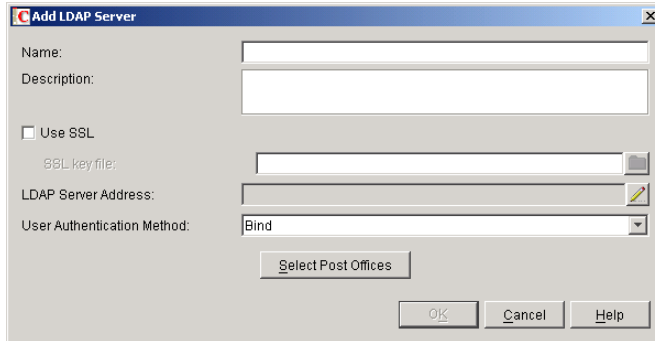 Add LDAP Server
Name:
Description:
Use SSL
SSL key file:
LDAP Server Address:
User Authentication Method: Bind
Select Post Offices
OK Cancel Help